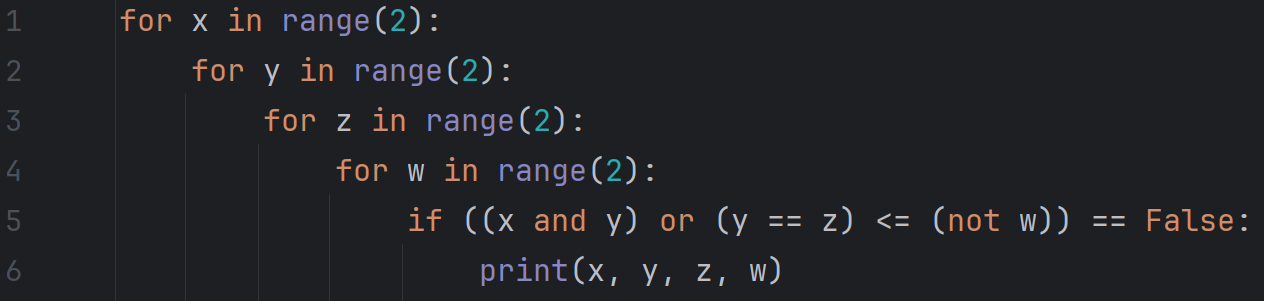 1 for x in range(2):
2     for y in range(2):
3         for z in range(2):
4             for w in range(2):
5                 if ((x and y) or (y == z) <= (not w)) == False:
6                     print(x, y, z, w)